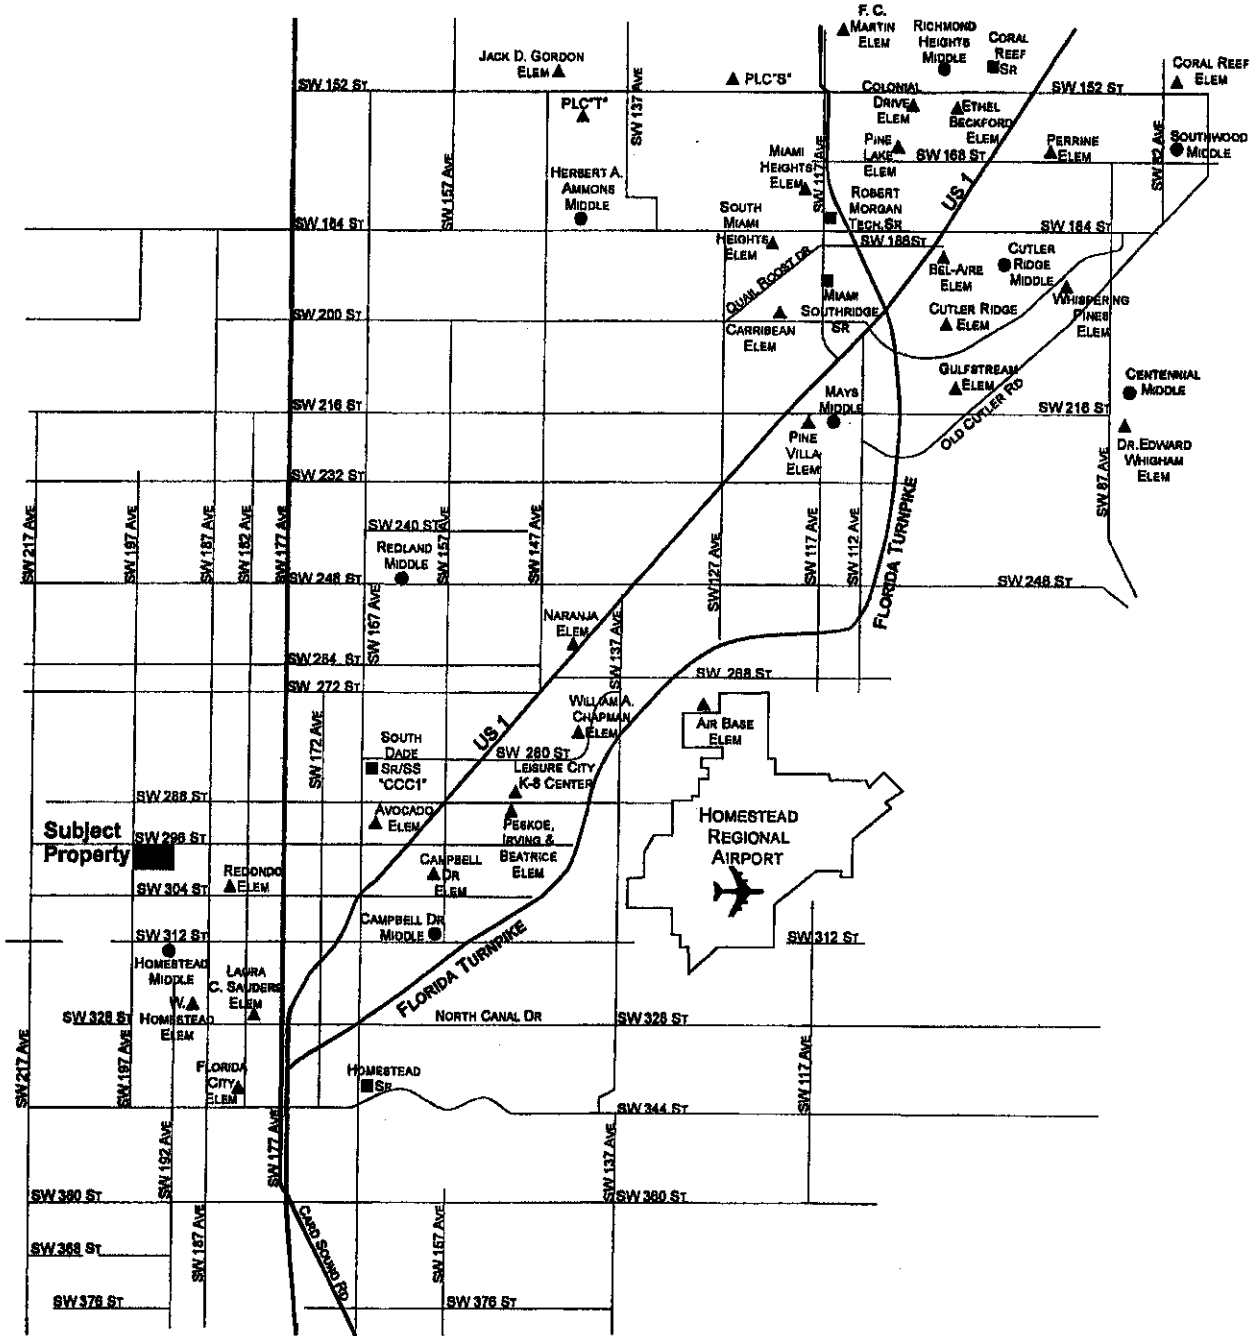 F. C.
MARTIN
ELEM
RICHMOND
HEIGHTS
MIDDLE
CORAL
REEF
SR
JACK D. GORDON
ELEM
PLC"S"
CORAL REEF
ELEM
SW 152 ST
SW 152 ST
PLC"T"
SW 137 AVE
COLONIAL
DRIVE
ELEM
ETHEL
BECKFORD
ELEM
PINE
LAKE
ELEM
SW 168 ST
PERRINE
ELEM
SW 82 AVE
SOUTHWOOD
MIDDLE
MIAMI
HEIGHTS
ELEM
SW 117 AVE
SW 157 AVE
HERBERT A.
AMMONS
MIDDLE
US 1
ROBERT
MORGAN
TECH.SR
SOUTH
MIAMI
HEIGHTS
ELEM
SW 184 ST
SW 184 ST
SW 186 ST
QUAIL ROOST DR
BEL-AIRE
ELEM
CUTLER
RIDGE
MIDDLE
WHISPERING
PINES
ELEM
MIAMI
SOUTHRIDGE
SR
CUTLER RIDGE
ELEM
SW 200 ST
CARRIBEAN
ELEM
GULFSTREAM
ELEM
CENTENNIAL
MIDDLE
MAYS
MIDDLE
OLD CUTLER RD
SW 216 ST
SW 216 ST
PINE
VILLA
ELEM
DR.EDWARD
WHIGHAM
ELEM
SW 87 AVE
SW 232 ST
SW 217 AVE
SW 197 AVE
SW 187 AVE
SW 182 AVE
SW 177 AVE
SW 240 ST
REDLAND
MIDDLE
SW 157 AVE
SW 147 AVE
SW 127 AVE
SW 117 AVE
SW 112 AVE
FLORIDA TURNPIKE
SW 248 ST
SW 248 ST
SW 167 AVE
NARANJA
ELEM
SW 137 AVE
SW 264 ST
SW 268 ST
SW 272 ST
WILLIAM A.
CHAPMAN
ELEM
AIR BASE
ELEM
SW 172 AVE
SOUTH
DADE
SR/SS
"CCC1"
US 1
SW 280 ST
LEISURE CITY
K-8 CENTER
SW 288 ST
AVOCADO
ELEM
PESKOE,
IRVING &
BEATRICE
ELEM
HOMESTEAD
REGIONAL
AIRPORT
Subject
Property
SW 296 ST
REDONDO
ELEM
CAMPBELL
DR
ELEM
SW 304 ST
CAMPBELL DR
MIDDLE
SW 312 ST
SW 312 ST
HOMESTEAD
MIDDLE
LAURA
C. SAUDERS
ELEM
FLORIDA TURNPIKE
W.
HOMESTEAD
ELEM
SW 328 ST
NORTH CANAL DR
SW 328 ST
SW 217 AVE
SW 197 AVE
FLORIDA
CITY
ELEM
HOMESTEAD
SR
SW 117 AVE
SW 344 ST
SW 192 AVE
SW 177 AVE
SW 137 AVE
SW 360 ST
SW 360 ST
SW 187 AVE
CARD SOUND RD
SW 157 AVE
SW 368 ST
SW 376 ST
SW 376 ST